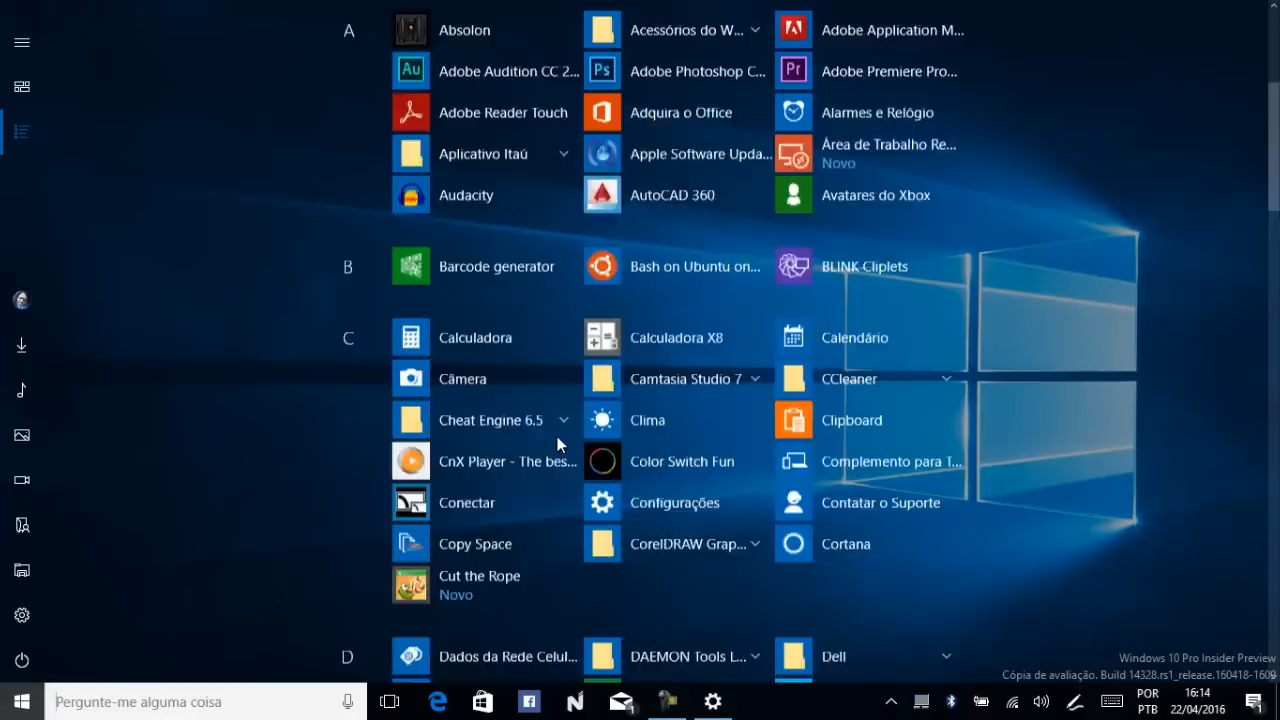 A
Absolon
Acessórios do W...
Adobe Application M...
Adobe Audition CC 2...
Adobe Photoshop C...
Adobe Premiere Pro...
Adobe Reader Touch
Adquira o Office
Alarmes e Relógio
Aplicativo Itaú
Apple Software Upda...
Área de Trabalho Re...
Novo
Audacity
AutoCAD 360
Avatares do Xbox
B
Barcode generator
Bash on Ubuntu on...
BLINK Cliplets
C
Calculadora
Calculadora X8
Calendário
Câmera
Camtasia Studio 7
CCleaner
Cheat Engine 6.5
Clima
Clipboard
CnX Player - The bes...
Color Switch Fun
Complemento para T...
Conectar
Configurações
Contatar o Suporte
Copy Space
CorelDRAW Grap...
Cortana
Cut the Rope
Novo
D
Dados da Rede Celul...
DAEMON Tools L...
Dell
Windows 10 Pro Insider Preview
Cópia de avaliação. Build 14328.rs1_release.160418-1609
Pergunte-me alguma coisa
POR
PTB
16:14
22/04/2016